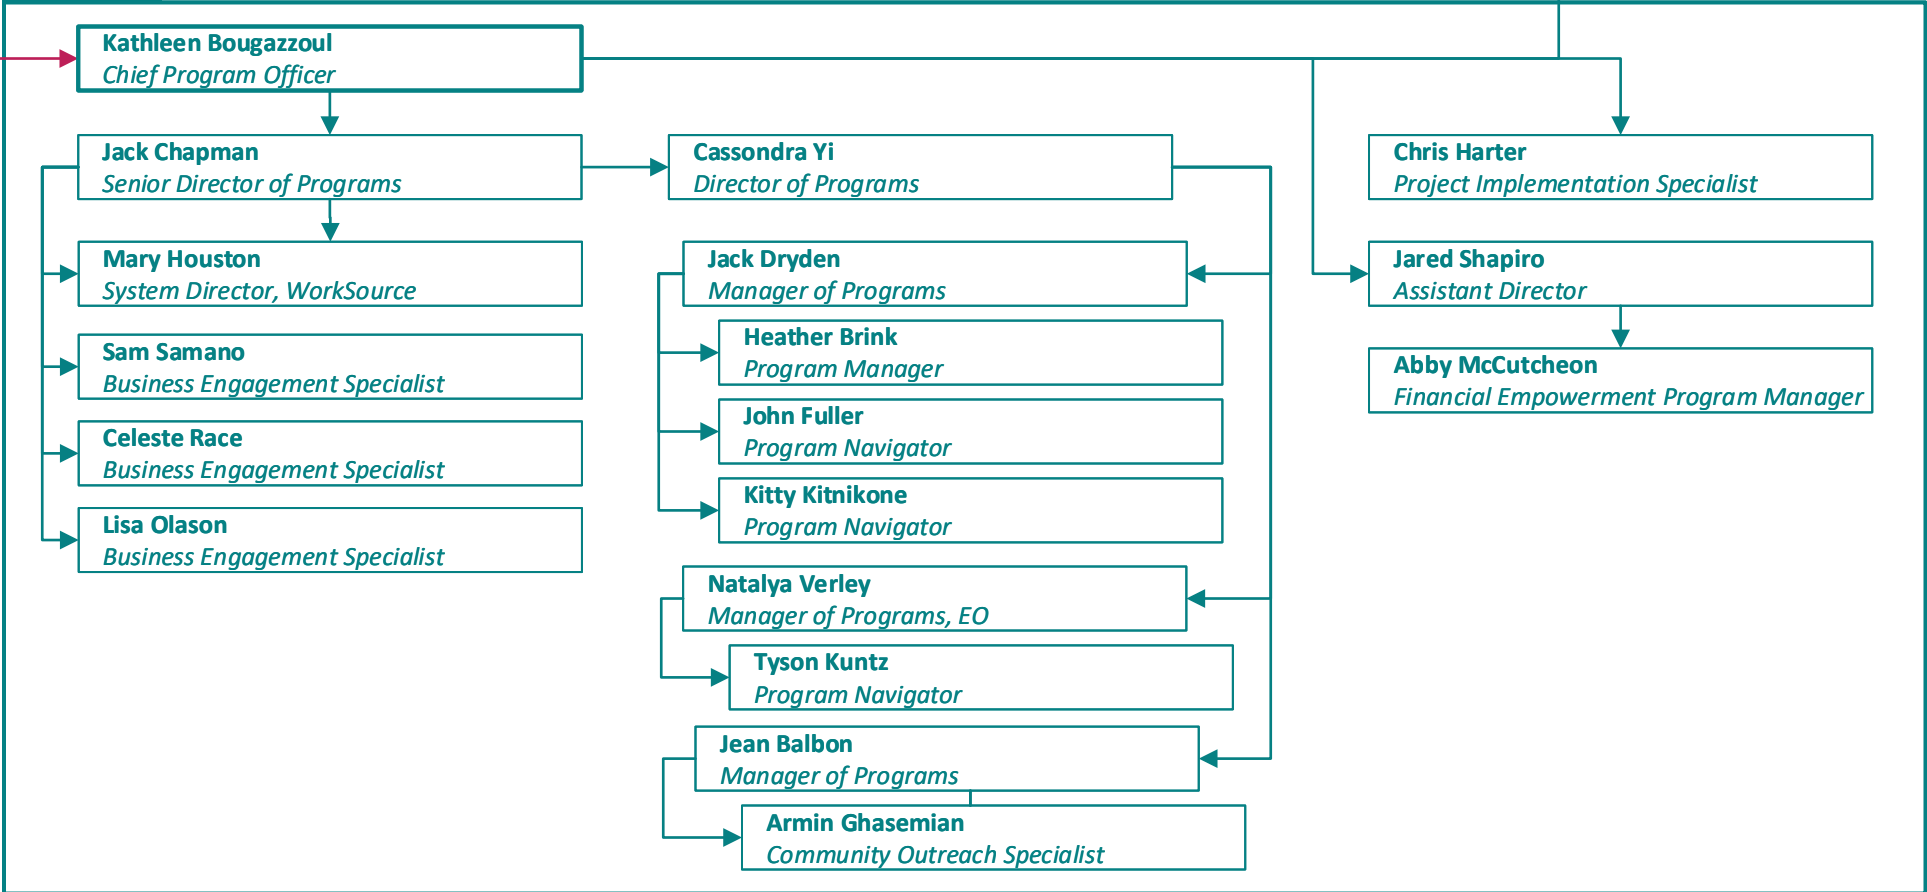 Kathleen Bougazzoul
Chief Program Officer
Jack Chapman
Senior Director of Programs
Mary Houston
System Director, WorkSource
Sam Samano
Business Engagement Specialist
Celeste Race
Business Engagement Specialist
Lisa Olason
Business Engagement Specialist
Cassondra Yi
Director of Programs
Jack Dryden
Manager of Programs
Heather Brink
Program Manager
John Fuller
Program Navigator
Kitty Kitnikone
Program Navigator
Natalya Verley
Manager of Programs, EO
Tyson Kuntz
Program Navigator
Jean Balbon
Manager of Programs
Armin Ghasemian
Community Outreach Specialist
Chris Harter
Project Implementation Specialist
Jared Shapiro
Assistant Director
Abby McCutcheon
Financial Empowerment Program Manager